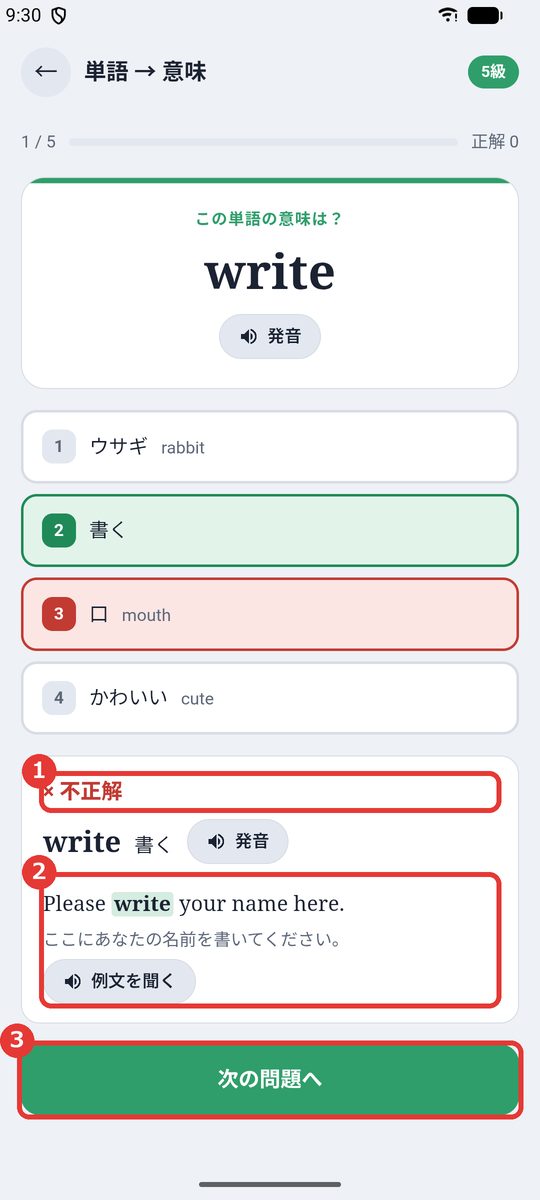 9:30
← 単語 → 意味
5級
1 / 5
正解 0
この単語の意味は？
write
発音
1 ウサギ rabbit
2 書く
3 口 mouth
4 かわいい cute
1
× 不正解
write 書く 発音
2
Please write your name here.
ここにあなたの名前を書いてください。
例文を聞く
3
次の問題へ